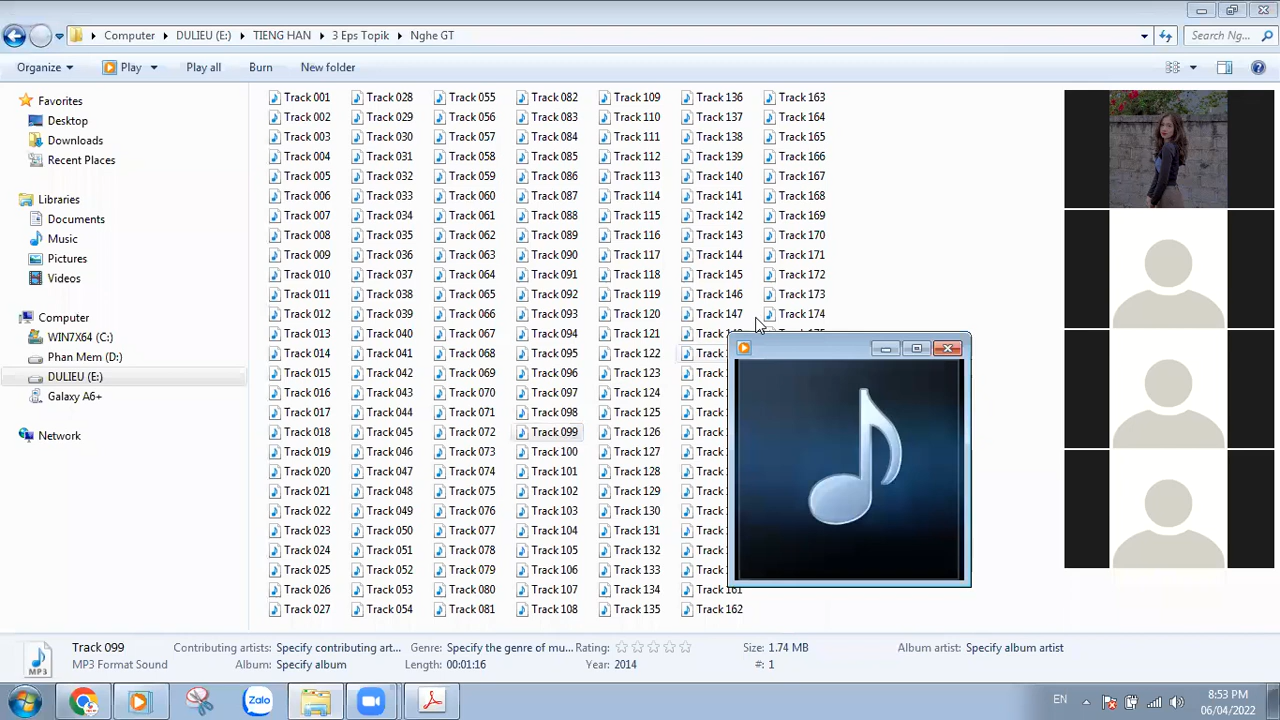 Computer DULIEU (E:) TIENG HAN 3 Eps Topik Nghe GT Search Ng...
Organize Play Play all Burn New folder
Favorites
Desktop
Downloads
Recent Places
Libraries
Documents
Music
Pictures
Videos
Computer
WIN7X64 (C:)
Phan Mem (D:)
DULIEU (E:)
Galaxy A6+
Network
Track 001 Track 028 Track 055 Track 082 Track 109 Track 136 Track 163
Track 002 Track 029 Track 056 Track 083 Track 110 Track 137 Track 164
Track 003 Track 030 Track 057 Track 084 Track 111 Track 138 Track 165
Track 004 Track 031 Track 058 Track 085 Track 112 Track 139 Track 166
Track 005 Track 032 Track 059 Track 086 Track 113 Track 140 Track 167
Track 006 Track 033 Track 060 Track 087 Track 114 Track 141 Track 168
Track 007 Track 034 Track 061 Track 088 Track 115 Track 142 Track 169
Track 008 Track 035 Track 062 Track 089 Track 116 Track 143 Track 170
Track 009 Track 036 Track 063 Track 090 Track 117 Track 144 Track 171
Track 010 Track 037 Track 064 Track 091 Track 118 Track 145 Track 172
Track 011 Track 038 Track 065 Track 092 Track 119 Track 146 Track 173
Track 012 Track 039 Track 066 Track 093 Track 120 Track 147 Track 174
Track 013 Track 040 Track 067 Track 094 Track 121
Track 014 Track 041 Track 068 Track 095 Track 122
Track 015 Track 042 Track 069 Track 096 Track 123
Track 016 Track 043 Track 070 Track 097 Track 124
Track 017 Track 044 Track 071 Track 098 Track 125
Track 018 Track 045 Track 072 Track 099 Track 126
Track 019 Track 046 Track 073 Track 100 Track 127
Track 020 Track 047 Track 074 Track 101 Track 128
Track 021 Track 048 Track 075 Track 102 Track 129
Track 022 Track 049 Track 076 Track 103 Track 130
Track 023 Track 050 Track 077 Track 104 Track 131
Track 024 Track 051 Track 078 Track 105 Track 132
Track 025 Track 052 Track 079 Track 106 Track 133
Track 026 Track 053 Track 080 Track 107 Track 134 Track 161
Track 027 Track 054 Track 081 Track 108 Track 135 Track 162
Track 099 Contributing artists: Specify contributing art... Genre: Specify the genre of mu... Rating: Size: 1.74 MB Album artist: Specify album artist
MP3 Format Sound Album: Specify album Length: 00:01:16 Year: 2014 #: 1
MP3
Zalo
EN
8:53 PM
06/04/2022